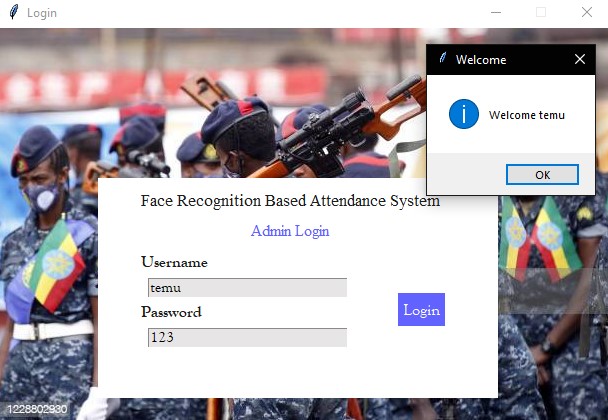 Login
Welcome
Welcome temu
OK
Face Recognition Based Attendance System
Admin Login
Username
temu
Password
123
Login
1228802930